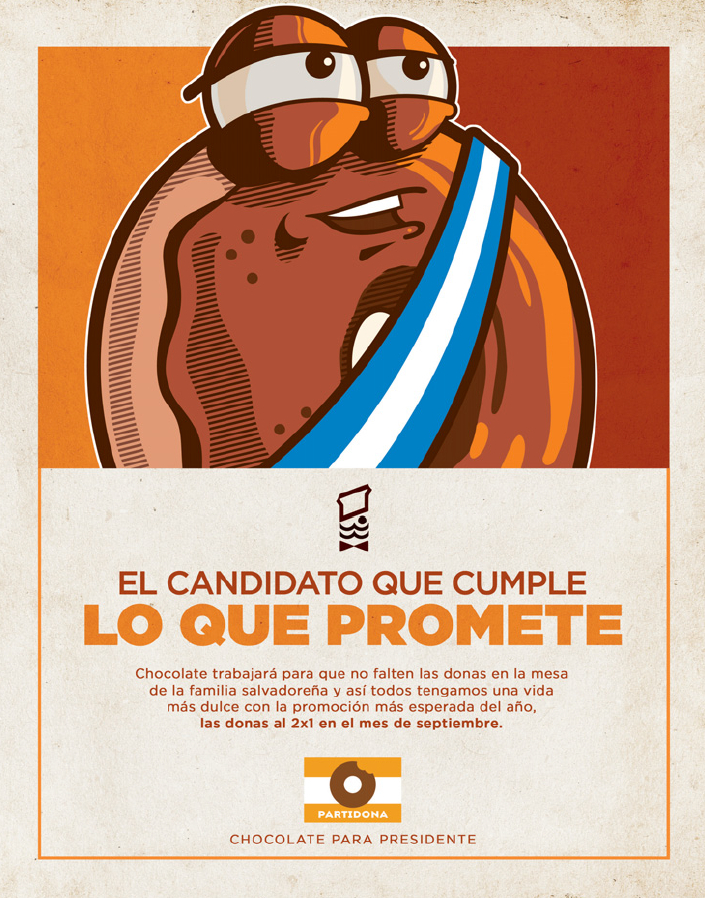 EL CANDIDATO QUE CUMPLE
LO QUE PROMETE
Chocolate trabajará para que no falten las donas en la mesa
de la familia salvadoreña y así todos tengamos una vida
más dulce con la promoción más esperada del año,
las donas al 2x1 en el mes de septiembre.
PARTIDONA
CHOCOLATE PARA PRESIDENTE